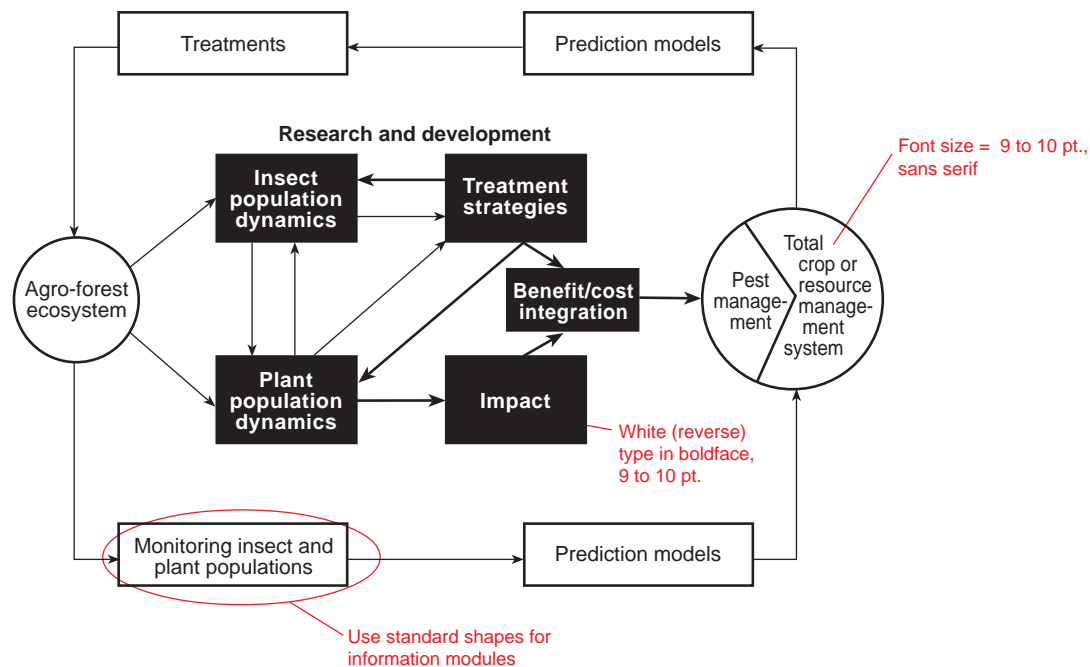 Treatments
Prediction models
Research and development
Font size =  9 to 10 pt.,
sans serif
Insect
population
dynamics
Treatment
strategies
Agro-forest
ecosystem
Benefit/cost
integration
Pest
manage-
ment
Total
crop or
resource
manage-
ment
system
Plant
population
dynamics
Impact
White (reverse)
type in boldface,
9 to 10 pt.
Monitoring insect and
plant populations
Prediction models
Use standard shapes for
information modules